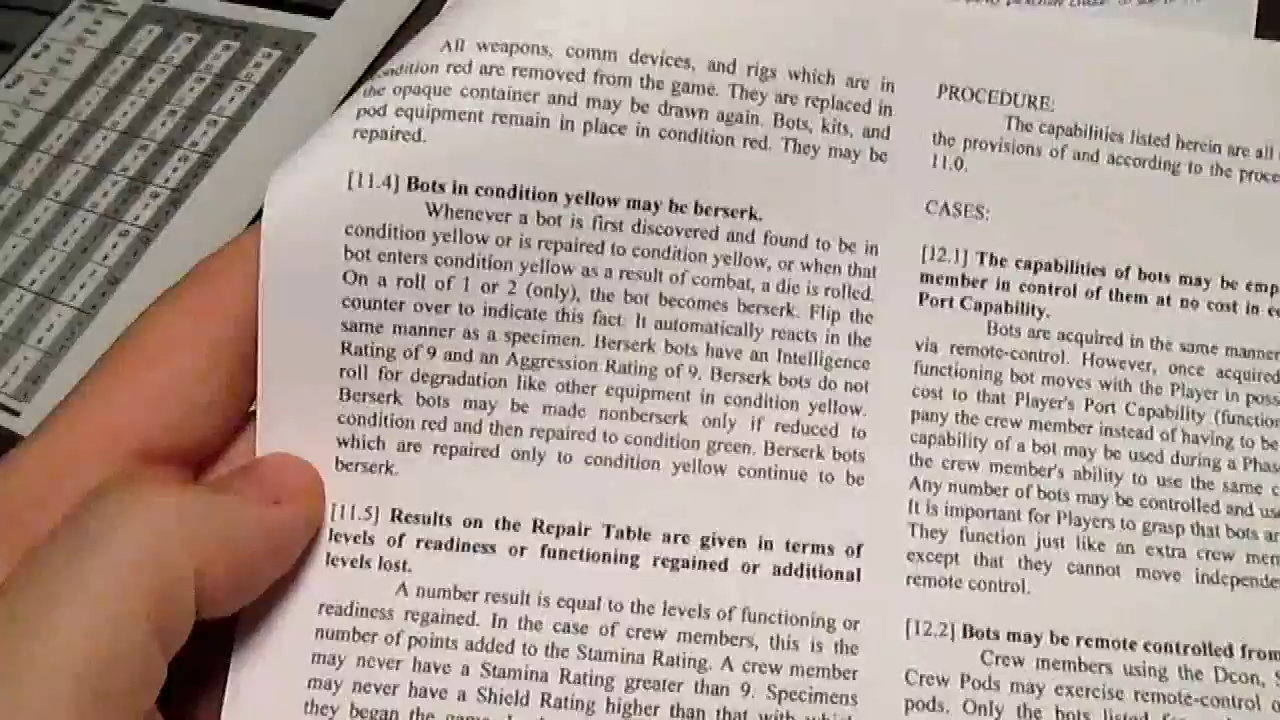 All weapons, comm devices, and rigs which are in
condition red are removed from the game. They are replaced in
the opaque container and may be drawn again. Bots, kits, and
pod equipment remain in place in condition red. They may be
repaired.
[11.4] Bots in condition yellow may be berserk.
Whenever a bot is first discovered and found to be in
condition yellow or is repaired to condition yellow, or when that
bot enters condition yellow as a result of combat, a die is rolled.
On a roll of 1 or 2 (only), the bot becomes berserk. Flip the
counter over to indicate this fact. It automatically reacts in the
same manner as a specimen. Berserk bots have an Intelligence
Rating of 9 and an Aggression Rating of 9. Berserk bots do not
roll for degradation like other equipment in condition yellow.
Berserk bots may be made nonberserk only if reduced to
condition red and then repaired to condition green. Berserk bots
which are repaired only to condition yellow continue to be
berserk.
[11.5] Results on the Repair Table are given in terms of
levels of readiness or functioning regained or additional
levels lost.
A number result is equal to the levels of functioning or
readiness regained. In the case of crew members, this is the
number of points added to the Stamina Rating. A crew member
may never have a Stamina Rating greater than 9. Specimens
may never have a Shield Rating higher than that with which
they began the game.
PROCEDURE:
The capabilities listed herein are all
the provisions of and according to the proce
11.0.
CASES:
[12.1] The capabilities of bots may be emp
member in control of them at no cost in
Port Capability.
Bots are acquired in the same manner
via remote-control. However, once acquired
functioning bot moves with the Player in poss
cost to that Player's Port Capability (function
pany the crew member instead of having to be
capability of a bot may be used during a Phas
the crew member's ability to use the same c
Any number of bots may be controlled and use
It is important for Players to grasp that bots ar
They function just like an extra crew mem
except that they cannot move independe
remote control.
[12.2] Bots may be remote controlled from
Crew members using the Dcon, S
Crew Pods may exercise remote-control
pods. Only the bots listed